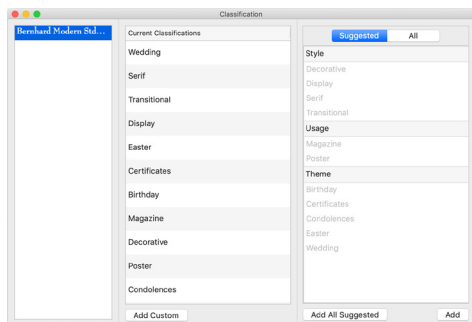 Classification
Bernhard Modern Std...
Current Classifications
Wedding
Serif
Transitional
Display
Easter
Certificates
Birthday
Magazine
Decorative
Poster
Condolences
Add Custom
Suggested All
Style
Decorative
Display
Serif
Transitional
Usage
Magazine
Poster
Theme
Birthday
Certificates
Condolences
Easter
Wedding
Add All Suggested Add